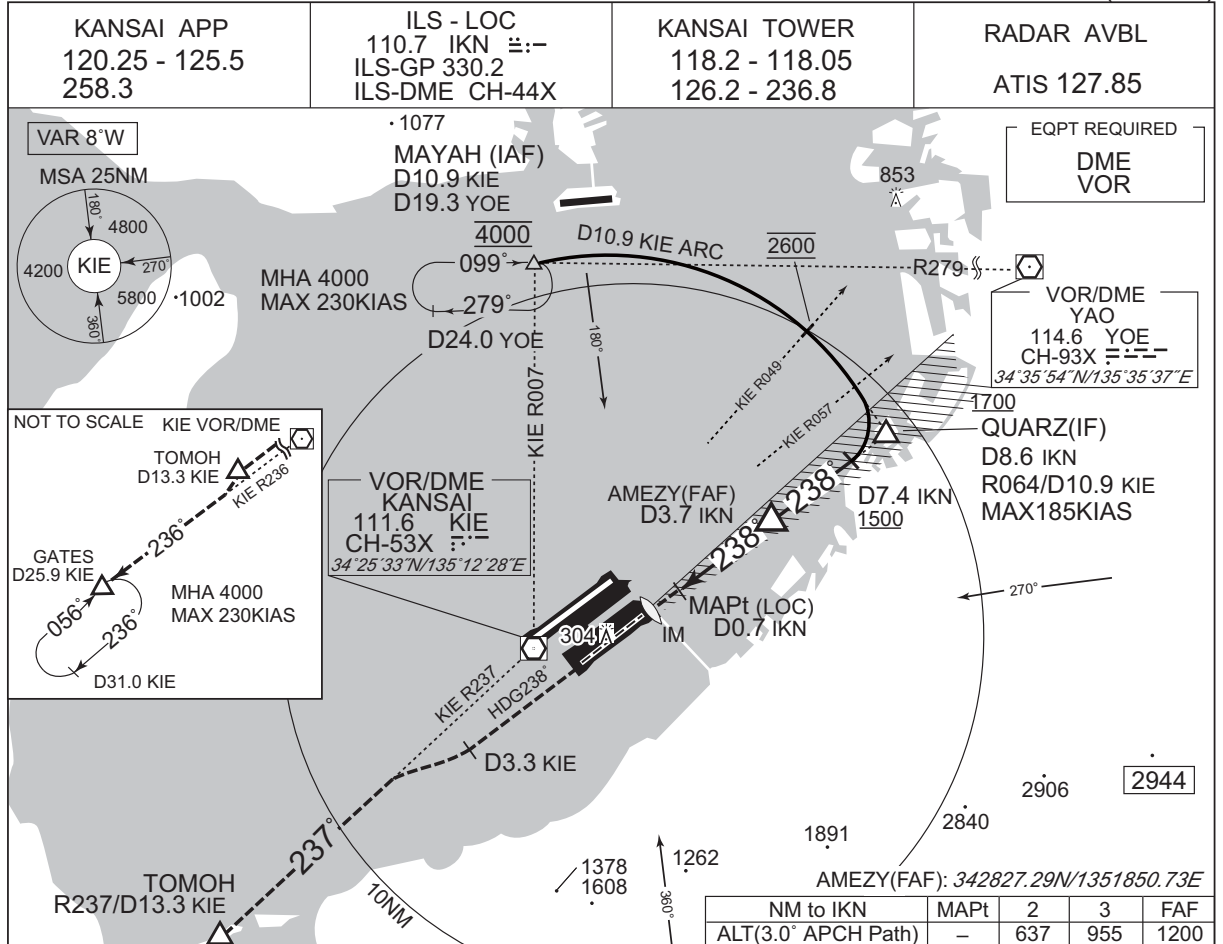 KANSAI APP
120.25 - 125.5
258.3
ILS - LOC
110.7 IKN
ILS-GP 330.2
ILS-DME CH-44X
KANSAI TOWER
118.2 - 118.05
126.2 - 236.8
RADAR AVBL
ATIS 127.85
VAR 8°W
MSA 25NM
180°
4800
4200
KIE
270°
5800
360°
1002
1077
MAYAH (IAF)
D10.9 KIE
D19.3 YOE
4000
099°
279°
MHA 4000
MAX 230KIAS
D24.0 YOE
D10.9 KIE ARC
2600
853
EQPT REQUIRED
DME
VOR
R279
VOR/DME
YAO
114.6 YOE
CH-93X
34°35′54″N/135°35′37″E
180°
KIE R007
KIE R049
KIE R057
1700
QUARZ(IF)
D8.6 IKN
R064/D10.9 KIE
MAX185KIAS
238°
D7.4 IKN
1500
AMEZY(FAF)
D3.7 IKN
238°
NOT TO SCALE
KIE VOR/DME
TOMOH
D13.3 KIE
KIE R236
236°
GATES
D25.9 KIE
MHA 4000
MAX 230KIAS
056°
236°
D31.0 KIE
VOR/DME
KANSAI
111.6 KIE
CH-53X
34°25′33″N/135°12′28″E
270°
MAPt (LOC)
D0.7 IKN
IM
304
KIE R237
HDG238°
D3.3 KIE
237°
TOMOH
R237/D13.3 KIE
10NM
2944
2906
2840
1891
1262
1378
1608
360°
AMEZY(FAF): 342827.29N/1351850.73E
NM to IKN MAPt 2 3 FAF
ALT(3.0° APCH Path) – 637 955 1200